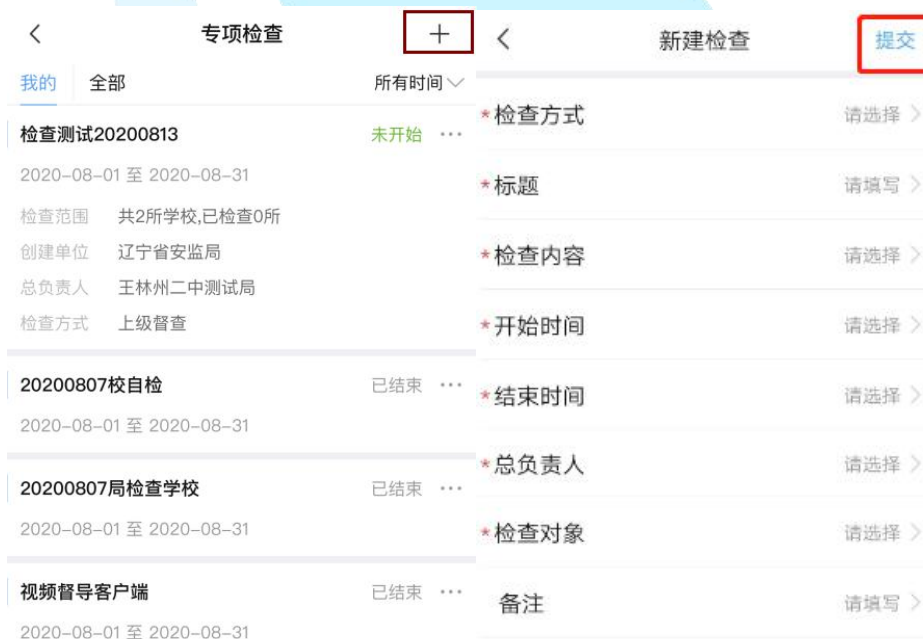 专项检查
我的 全部 所有时间
检查测试20200813 未开始 ...
2020-08-01 至 2020-08-31
检查范围 共2所学校,已检查0所
创建单位 辽宁省安监局
总负责人 王林州二中测试局
检查方式 上级督查
20200807校自检 已结束 ...
2020-08-01 至 2020-08-31
20200807局检查学校 已结束 ...
2020-08-01 至 2020-08-31
视频督导客户端 已结束 ...
2020-08-01 至 2020-08-31
新建检查 提交
*检查方式 请选择
*标题 请填写
*检查内容 请选择
*开始时间 请选择
*结束时间 请选择
*总负责人 请选择
*检查对象 请选择
备注 请填写